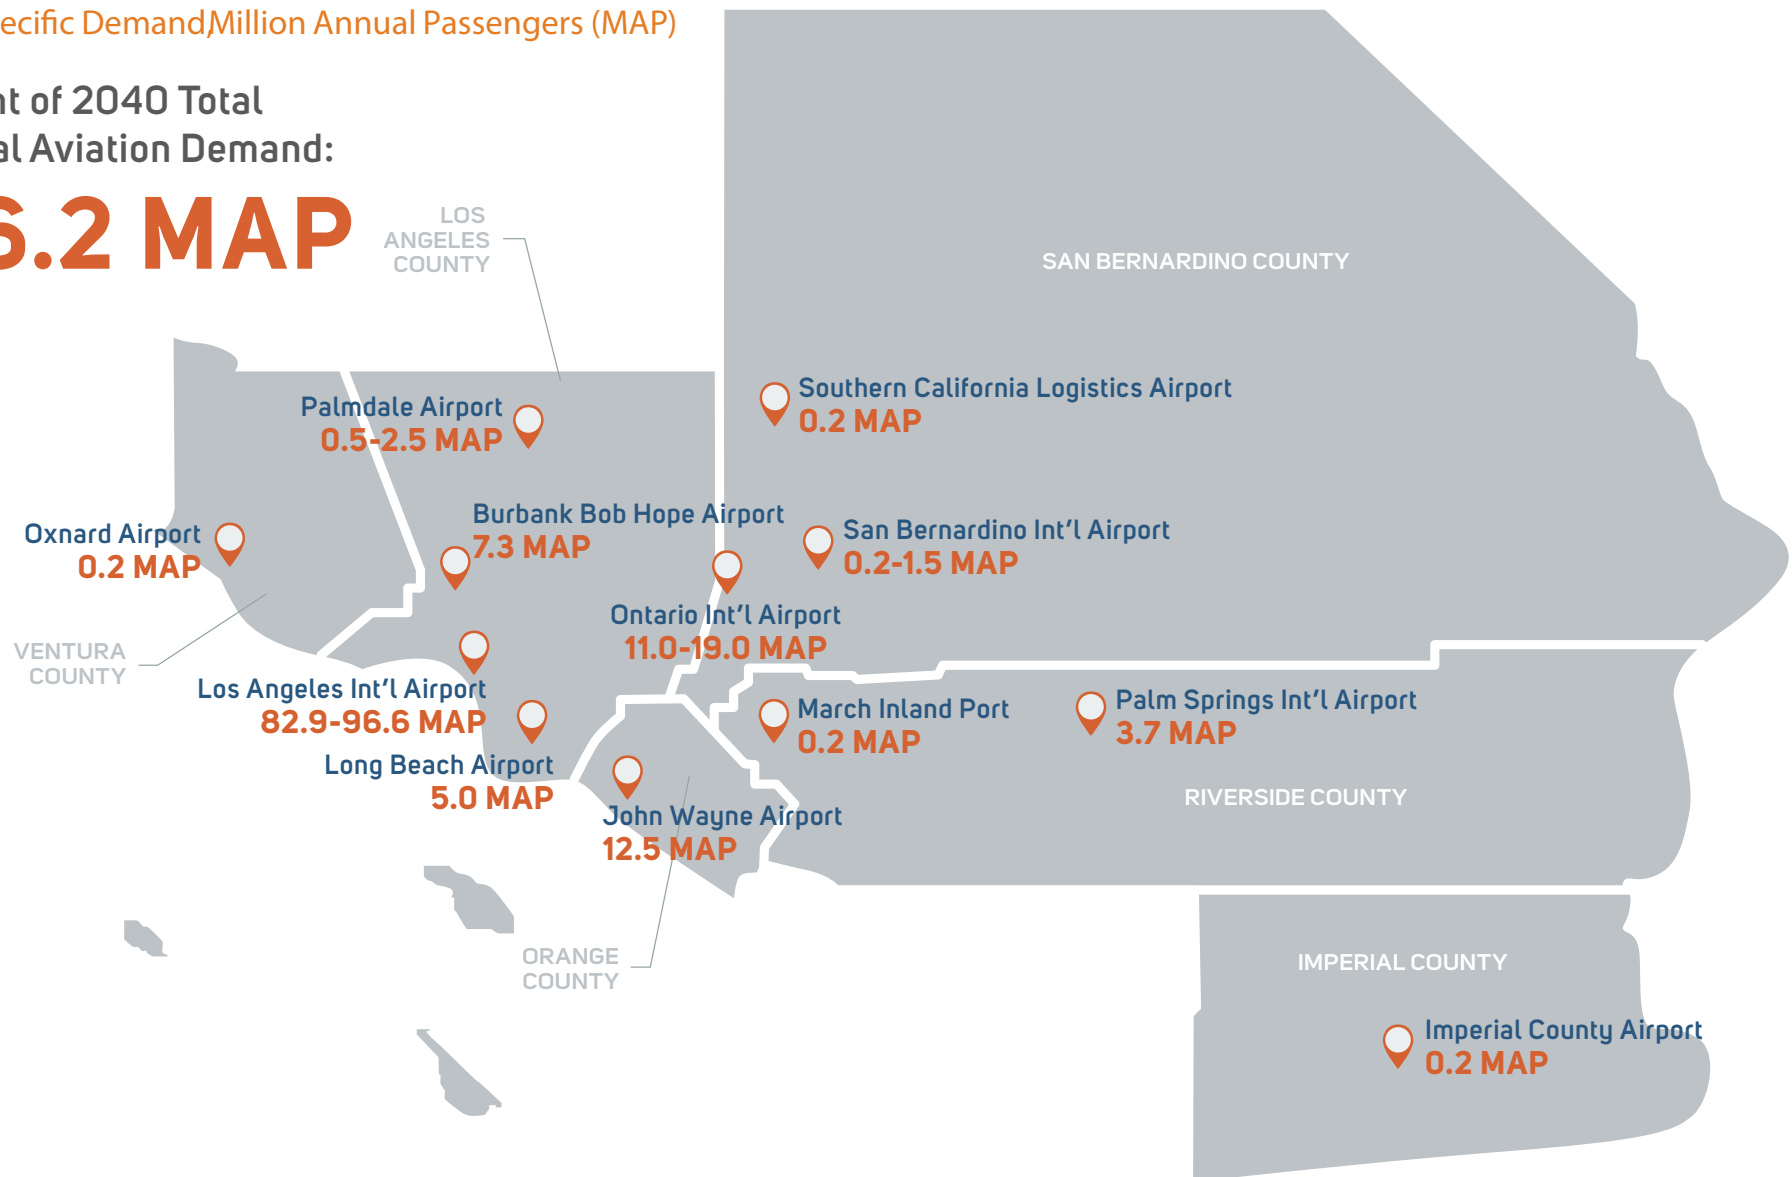 ecific Demand,Million Annual Passengers (MAP)
nt of 2040 Total
al Aviation Demand:
6.2 MAP
LOS
ANGELES
COUNTY
SAN BERNARDINO COUNTY
Southern California Logistics Airport
0.2 MAP
Palmdale Airport
0.5-2.5 MAP
Burbank Bob Hope Airport
7.3 MAP
San Bernardino Int’l Airport
0.2-1.5 MAP
Oxnard Airport
0.2 MAP
Ontario Int’l Airport
11.0-19.0 MAP
VENTURA
COUNTY
Los Angeles Int’l Airport
82.9-96.6 MAP
March Inland Port
0.2 MAP
Palm Springs Int’l Airport
3.7 MAP
Long Beach Airport
5.0 MAP
RIVERSIDE COUNTY
John Wayne Airport
12.5 MAP
ORANGE
COUNTY
IMPERIAL COUNTY
Imperial County Airport
0.2 MAP